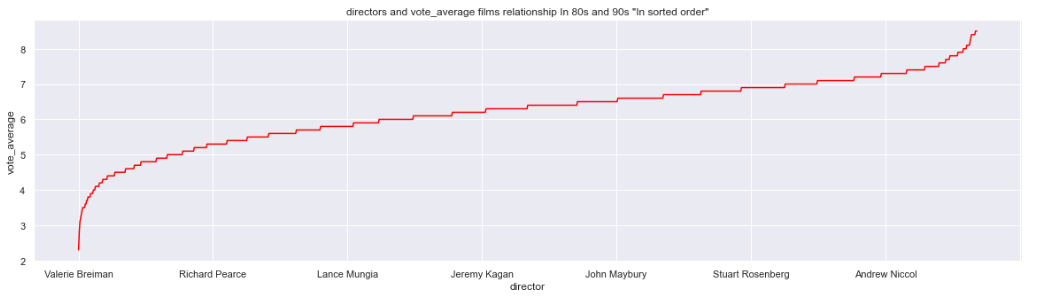 directors and vote_average films relationship In 80s and 90s "In sorted order"
vote_average
8
7
6
5
4
3
2
Valerie Breiman Richard Pearce Lance Mungia Jeremy Kagan John Maybury Stuart Rosenberg Andrew Niccol
director